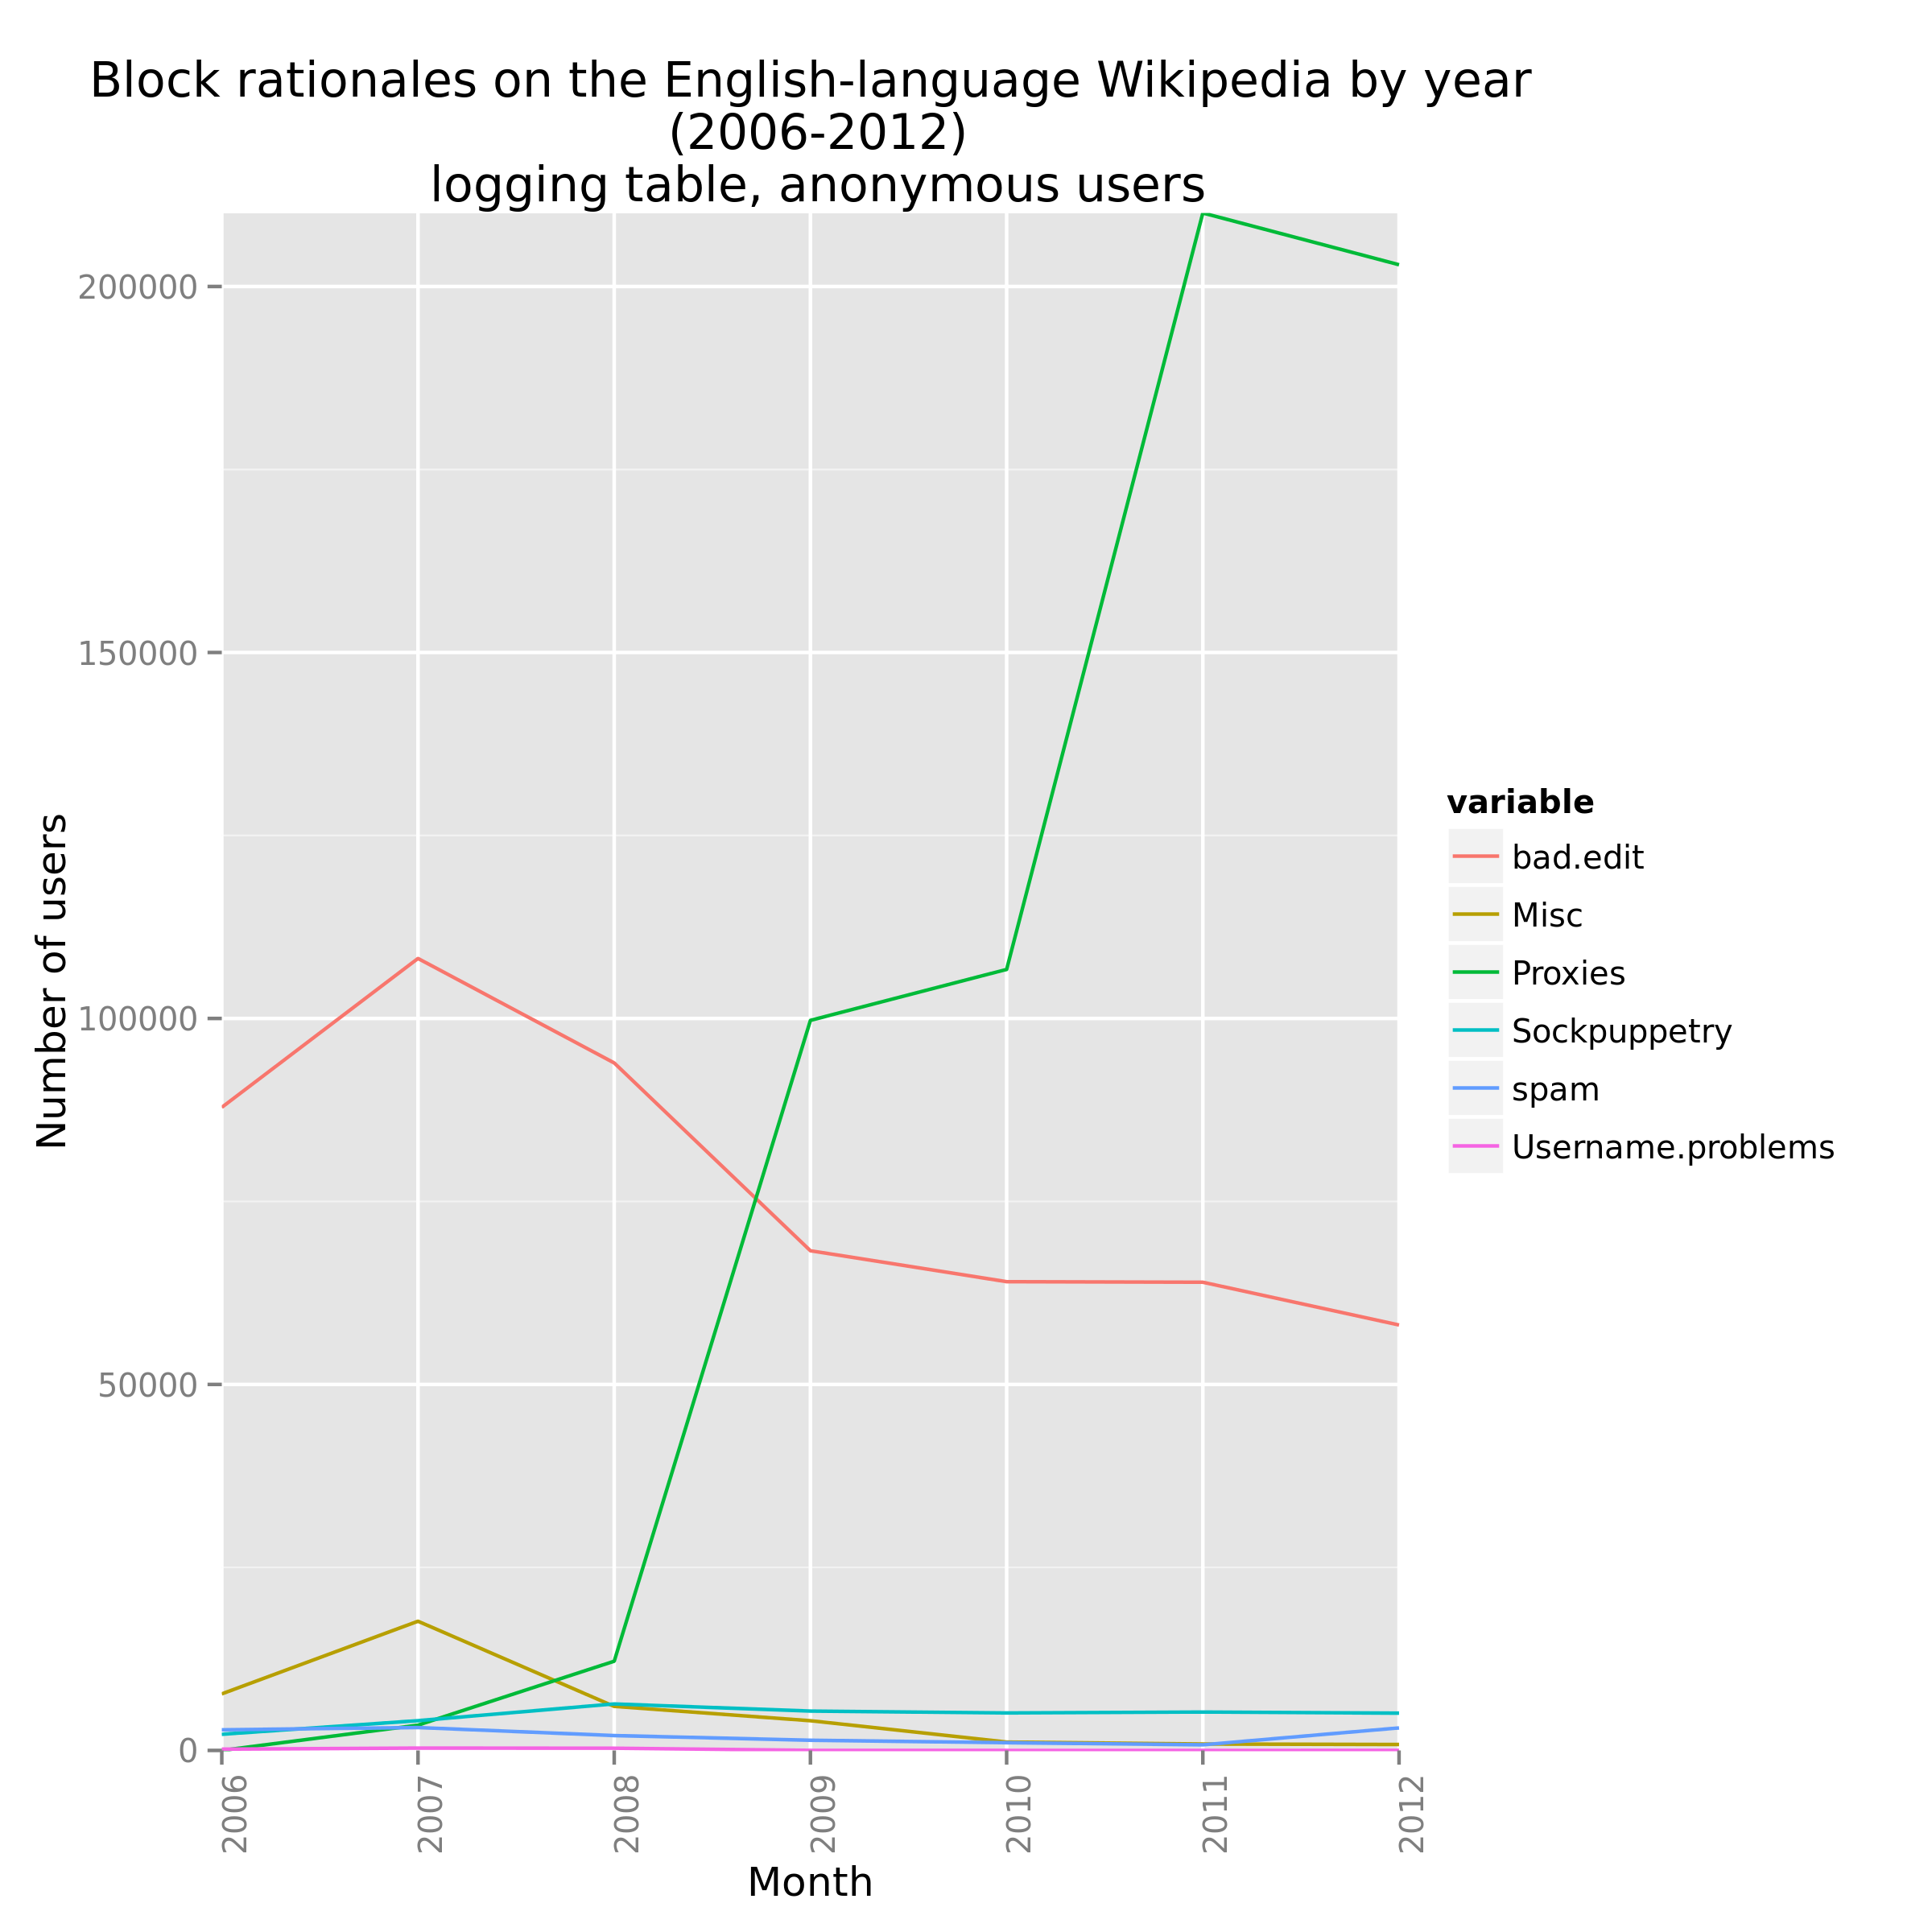 Block rationales on the English-language Wikipedia by year
(2006-2012)
logging table, anonymous users
200000
150000
100000
50000
0
Number of users
2006
2007
2008
2009
2010
2011
2012
Month
variable
bad.edit
Misc
Proxies
Sockpuppetry
spam
Username.problems